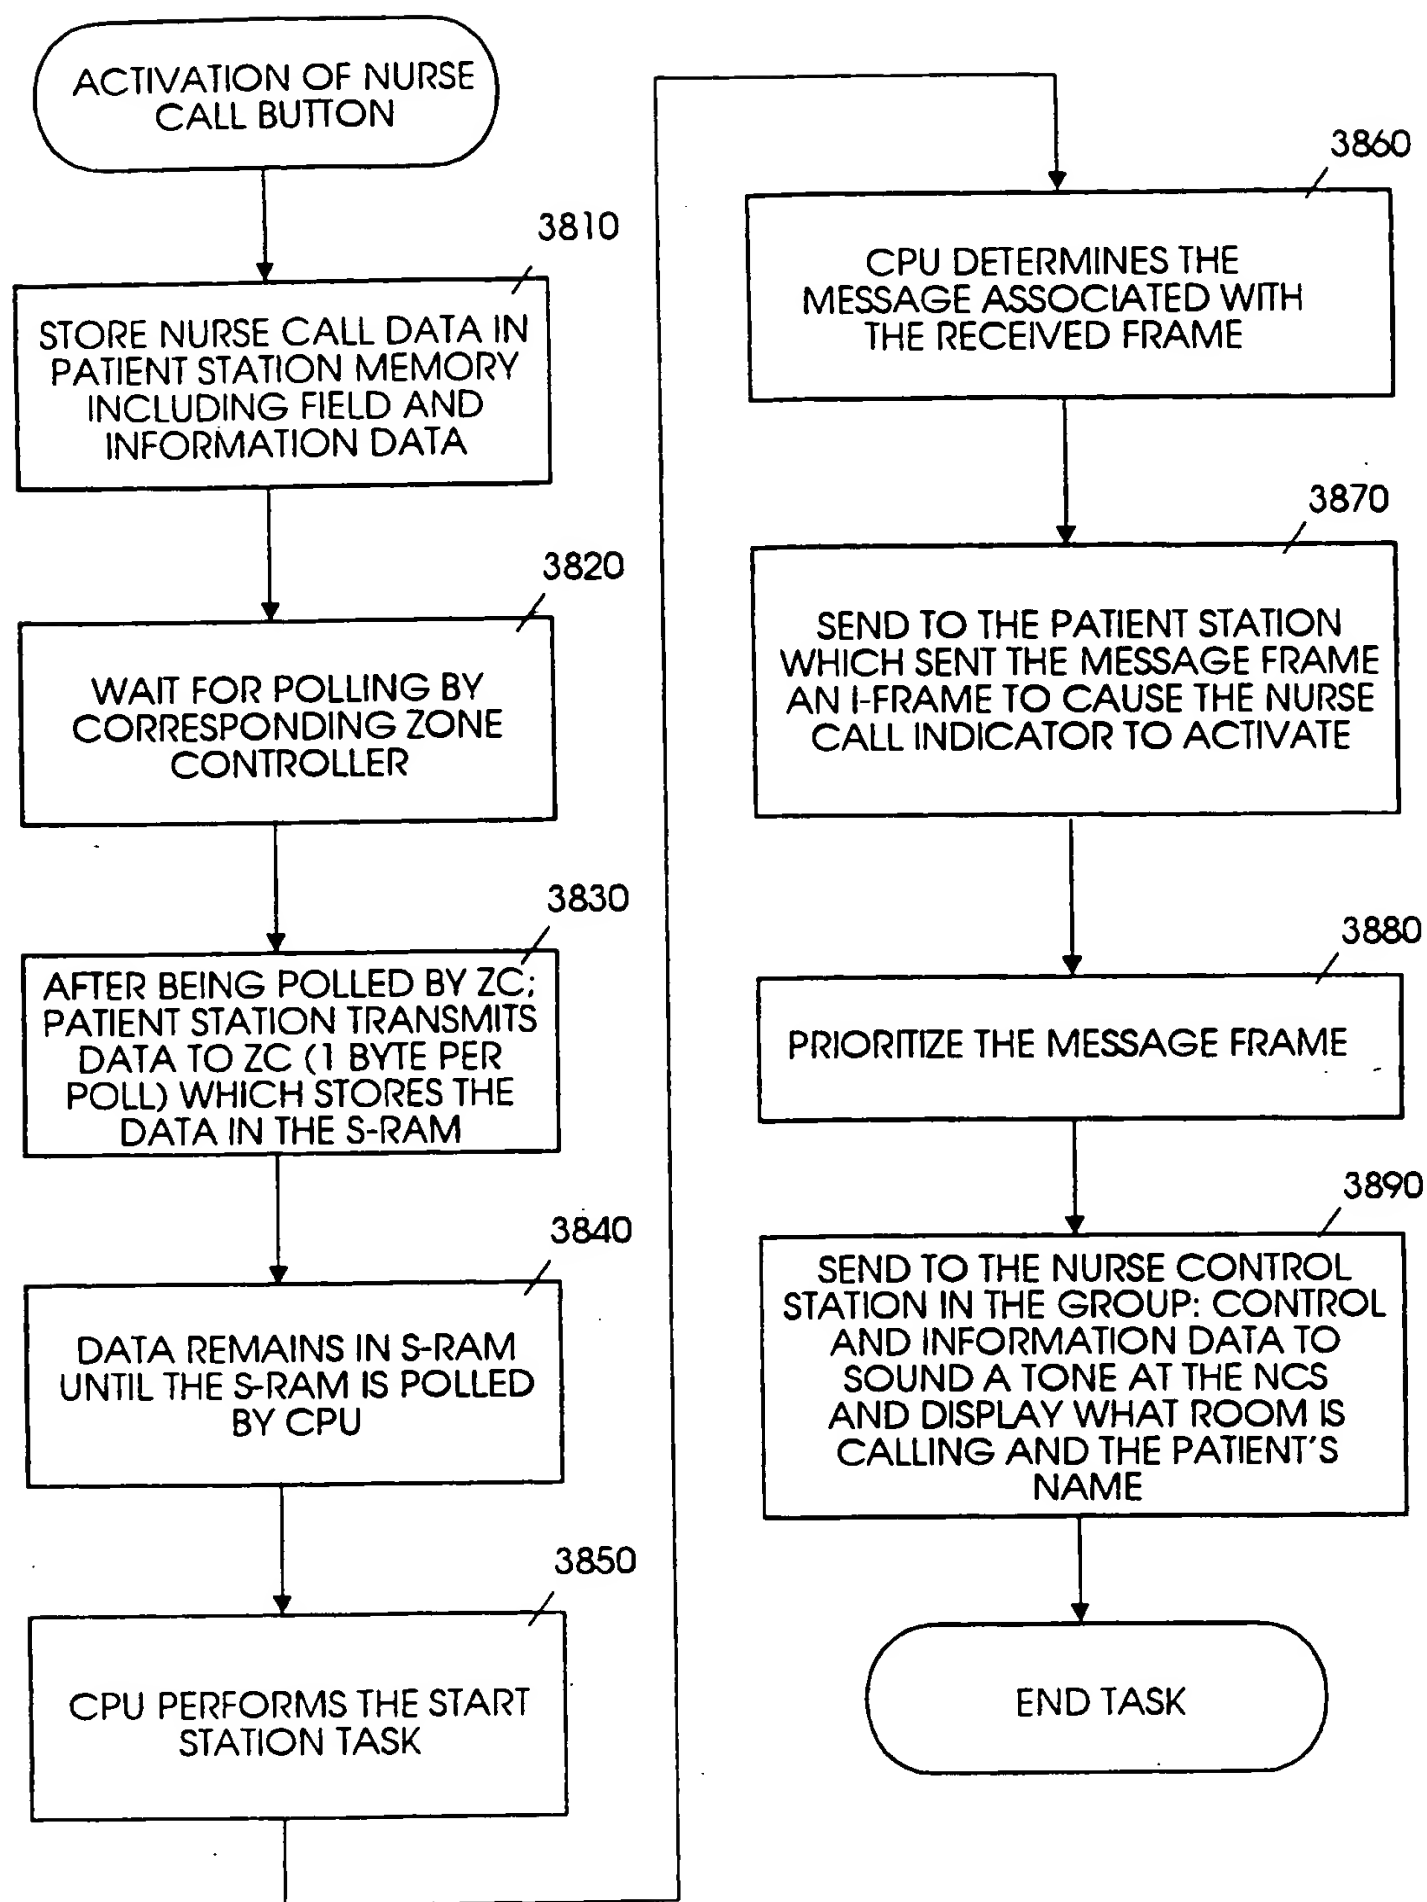 ACTIVATION OF NURSE
CALL BUTTON
3810
STORE NURSE CALL DATA IN
PATIENT STATION MEMORY
INCLUDING FIELD AND
INFORMATION DATA
3820
WAIT FOR POLLING BY
CORRESPONDING ZONE
CONTROLLER
3830
AFTER BEING POLLED BY ZC;
PATIENT STATION TRANSMITS
DATA TO ZC (1 BYTE PER
POLL) WHICH STORES THE
DATA IN THE S-RAM
3840
DATA REMAINS IN S-RAM
UNTIL THE S-RAM IS POLLED
BY CPU
3850
CPU PERFORMS THE START
STATION TASK
3860
CPU DETERMINES THE
MESSAGE ASSOCIATED WITH
THE RECEIVED FRAME
3870
SEND TO THE PATIENT STATION
WHICH SENT THE MESSAGE FRAME
AN I-FRAME TO CAUSE THE NURSE
CALL INDICATOR TO ACTIVATE
3880
PRIORITIZE THE MESSAGE FRAME
3890
SEND TO THE NURSE CONTROL
STATION IN THE GROUP: CONTROL
AND INFORMATION DATA TO
SOUND A TONE AT THE NCS
AND DISPLAY WHAT ROOM IS
CALLING AND THE PATIENT'S
NAME
END TASK